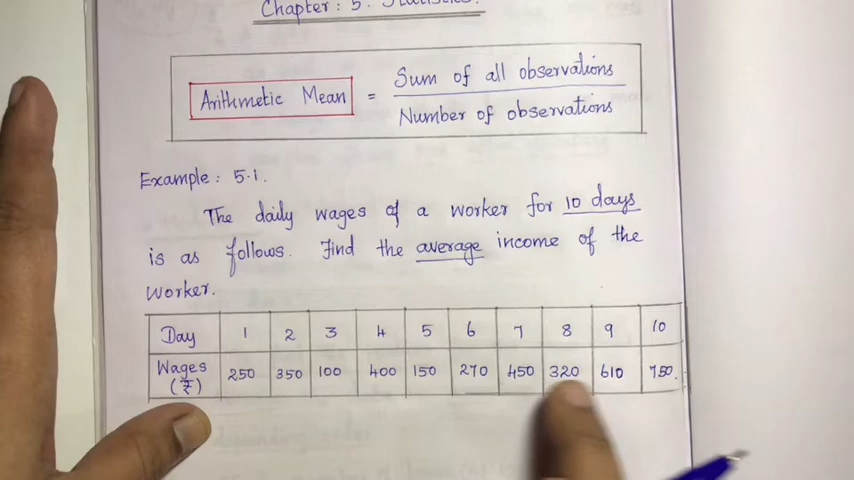 Chapter: 5. Statistics.
Arithmetic Mean = Sum of all observations
Number of observations
Example: 5.1.
The daily wages of a worker for 10 days
is as follows. Find the average income of the
worker.
Day 1 2 3 4 5 6 7 8 9 10
Wages (₹) 250 350 100 400 150 270 450 320 610 750.